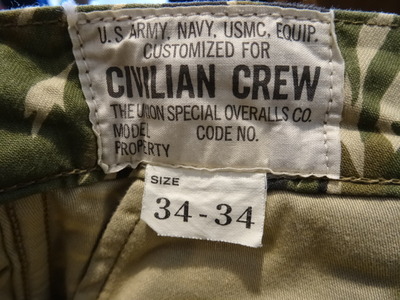 U.S ARMY, NAVY, USMC, EQUIP.
CUSTOMIZED FOR
CIVILIAN CREW
THE UNION SPECIAL OVERALLS CO.
MODEL CODE NO.
PROPERTY
SIZE
34-34